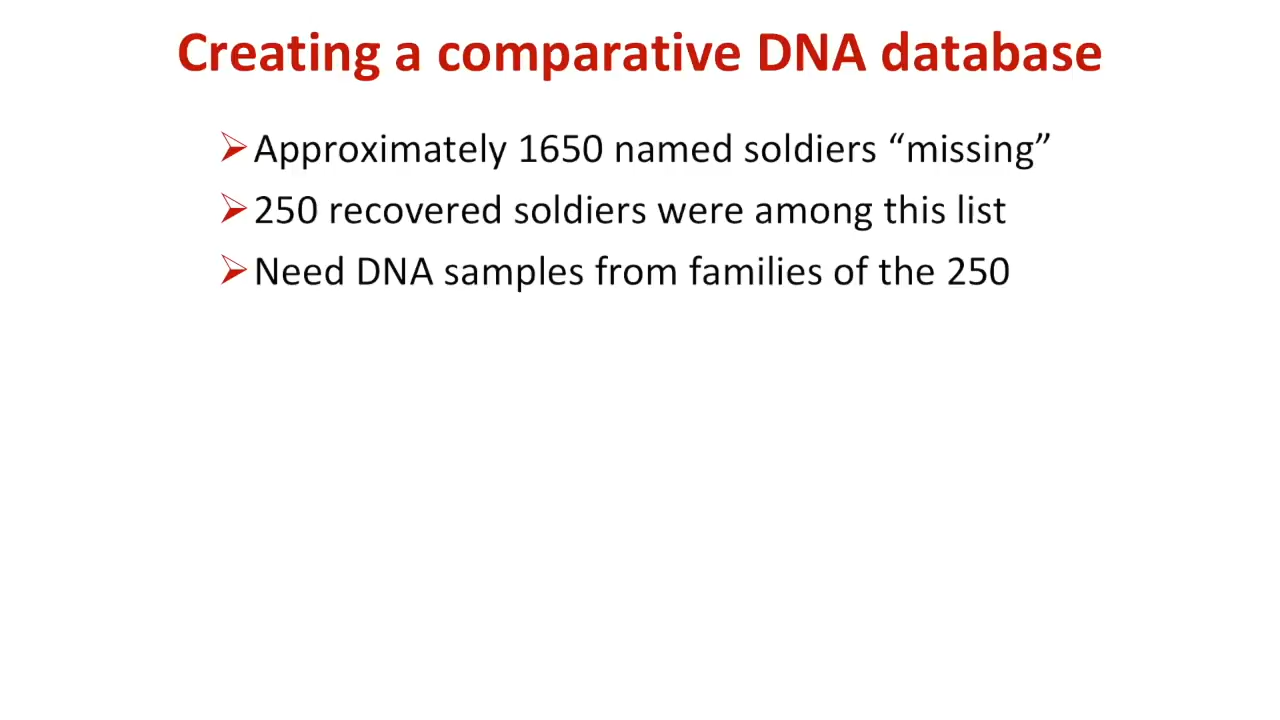 Creating a comparative DNA database
Approximately 1650 named soldiers “missing”
250 recovered soldiers were among this list
Need DNA samples from families of the 250